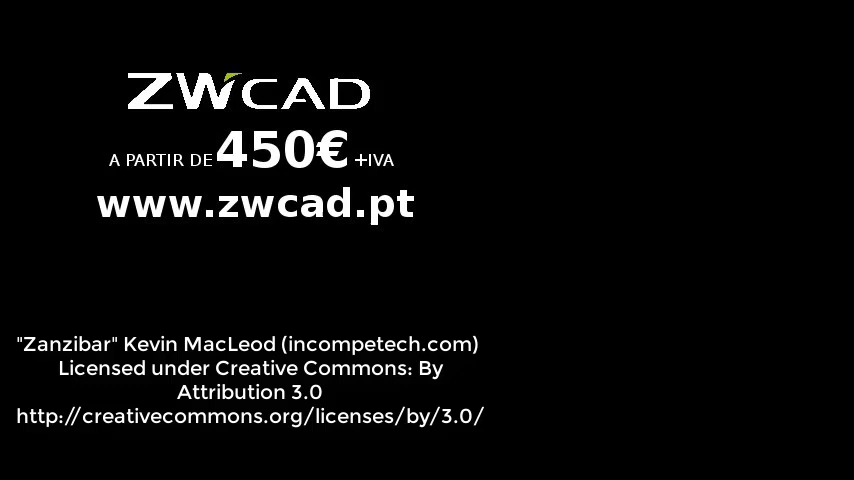 ZWCAD
A PARTIR DE 450€ +IVA
www.zwcad.pt
"Zanzibar" Kevin MacLeod (incompetech.com)
Licensed under Creative Commons: By
Attribution 3.0
http://creativecommons.org/licenses/by/3.0/